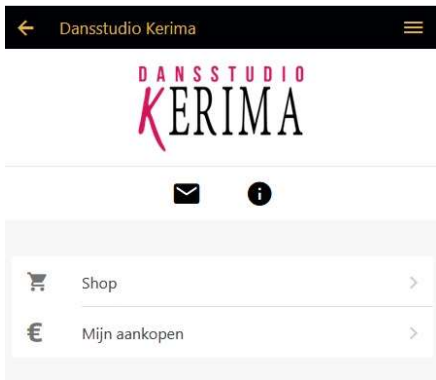 Dansstudio Kerima
DANSSTUDIO
KERIMA
Shop
€ Mijn aankopen